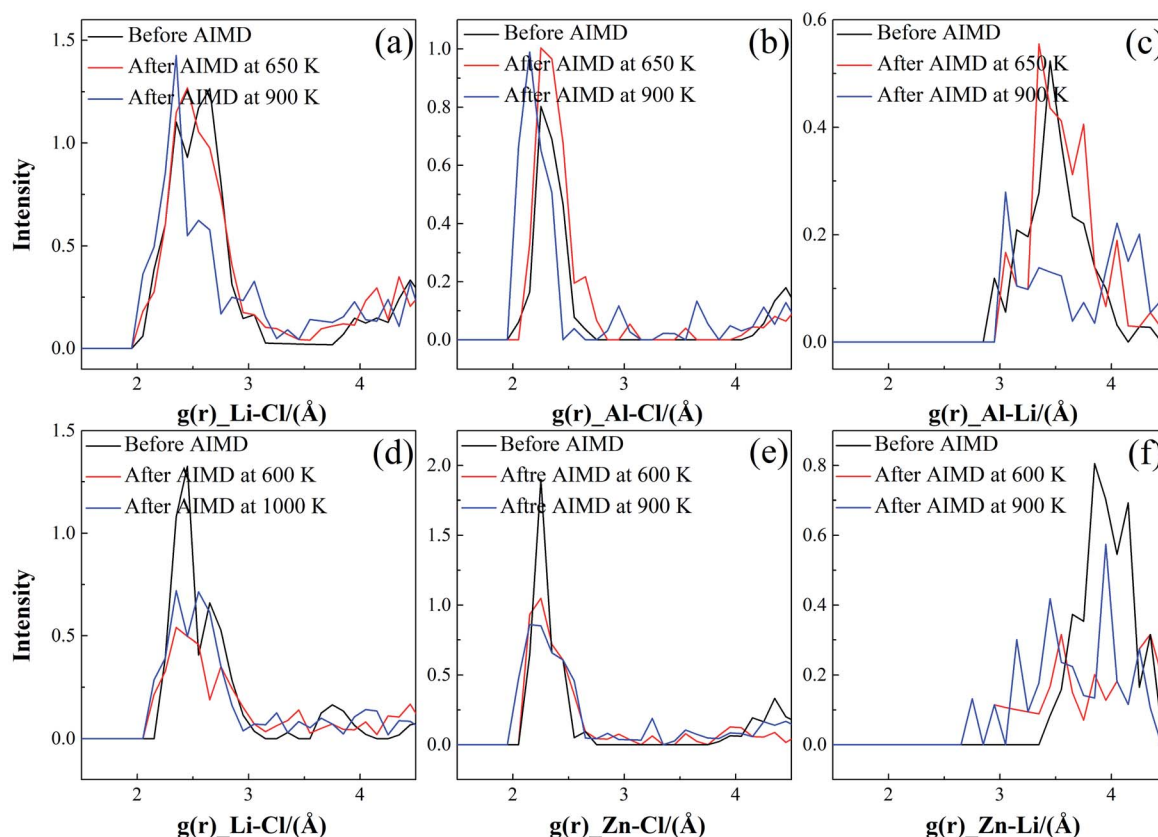 Before AIMD
After AIMD at 650 K
After AIMD at 900 K
(a)
1.5
1.0
0.5
0.0
Intensity
2
3
4
g(r)_Li-Cl/(Å)
Before AIMD
After AIMD at 650 K
After AIMD at 900 K
(b)
1.0
0.8
0.6
0.4
0.2
0.0
2
3
4
g(r)_Al-Cl/(Å)
Before AIMD
After AIMD at 650 K
After AIMD at 900 K
(c)
0.6
0.4
0.2
0.0
2
3
4
g(r)_Al-Li/(Å)
Before AIMD
After AIMD at 600 K
After AIMD at 1000 K
(d)
1.5
1.0
0.5
0.0
Intensity
2
3
4
g(r)_Li-Cl/(Å)
Before AIMD
Aftre AIMD at 600 K
Aftre AIMD at 900 K
(e)
2.0
1.5
1.0
0.5
0.0
2
3
4
g(r)_Zn-Cl/(Å)
Before AIMD
After AIMD at 600 K
After AIMD at 900 K
(f)
0.8
0.6
0.4
0.2
0.0
2
3
4
g(r)_Zn-Li/(Å)